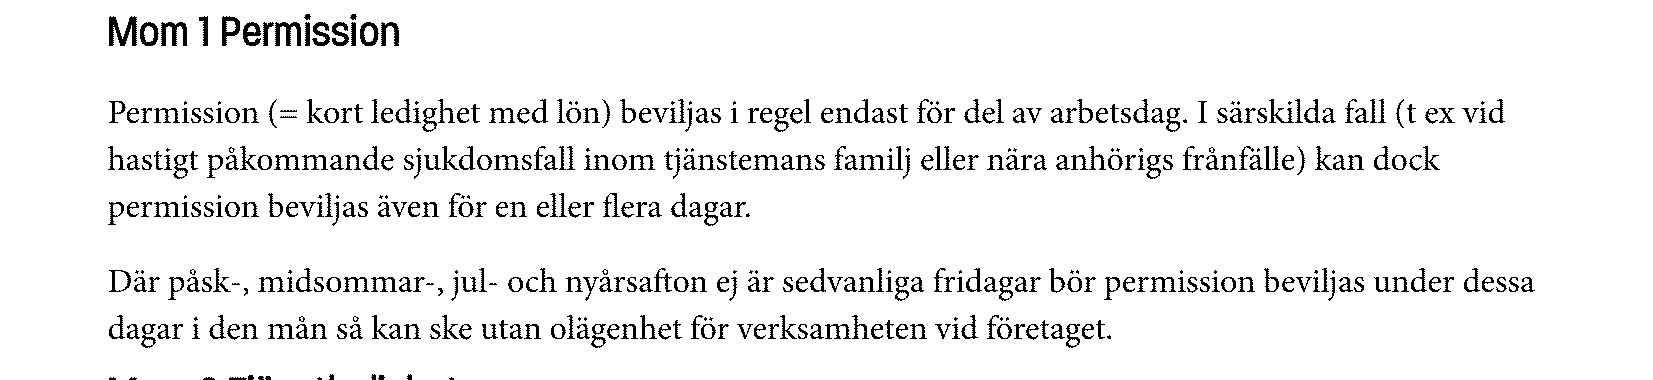 Mom 1 Permission
Permission (= kort ledighet med lön) beviljas i regel endast för del av arbetsdag. I särskilda fall (t ex vid
hastigt påkommande sjukdomsfall inom tjänstemans familj eller nära anhörigs frånfälle) kan dock
permission beviljas även för en eller flera dagar.
Där påsk-, midsommar-, jul- och nyårsafton ej är sedvanliga fridagar bör permission beviljas under dessa
dagar i den mån så kan ske utan olägenhet för verksamheten vid företaget.